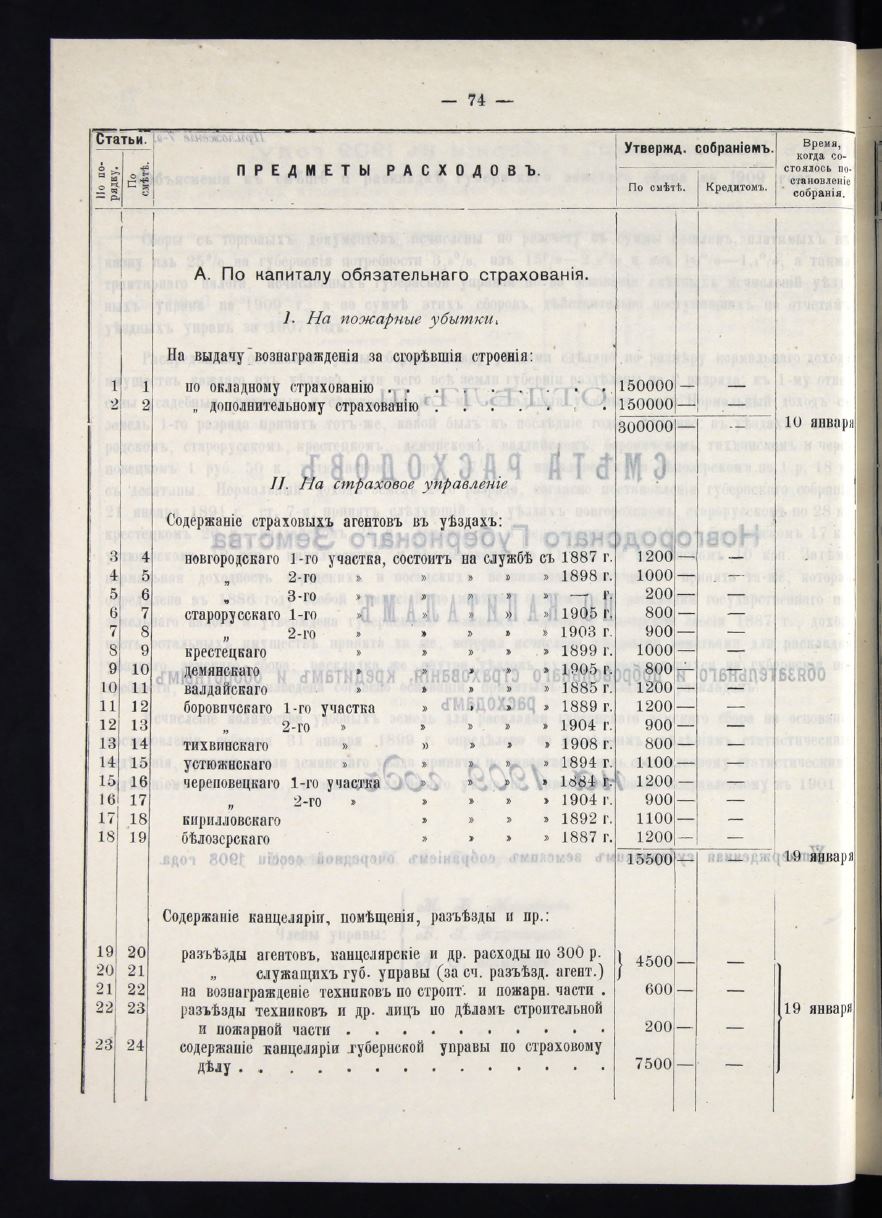 — 74 —
Статьи.
По порядку.
По смѣтѣ.
ПРЕДМЕТЫ РАСХОДОВЪ.
Утвержд. собраніемъ.
По смѣтѣ.
Кредитомъ.
Время,
когда со-
стоялось по-
становленіе
собранія.
А. По капиталу обязательнаго страхованія.
I. На пожарные убытки.
На выдачу вознагражденія за сгорѣвшія строенія:
1 1 по окладному страхованію . . . . . . . 150000 — —
2 2 „ дополнительному страхованію . . . . . . 150000 — —
300000 — — 10 января
II. На страховое управленіе
Содержаніе страховыхъ агентовъ въ уѣздахъ:
3 4 новгородскаго 1-го участка, состоитъ на службѣ съ 1887 г. 1200 — —
4 5 „ 2-го » » » » » 1898 г. 1000 — —
5 6 „ 3-го » » » » » — г. 200 — —
6 7 старорусскаго 1-го » » » » » 1905 г. 800 — —
7 8 „ 2-го » » » » » 1903 г. 900 — —
8 9 крестецкаго » » » » » 1899 г. 1000 — —
9 10 демянскаго » » » » » 1905 г. 800 — —
10 11 валдайскаго » » » » » 1885 г. 1200 — —
11 12 боровичскаго 1-го участка » » » » 1889 г. 1200 — —
12 13 „ 2-го » » » » » 1904 г. 900 — —
13 14 тихвинскаго » » » » » 1908 г. 800 — —
14 15 устюжнскаго » » » » » 1894 г. 1100 — —
15 16 череповецкаго 1-го участка » » » » 1884 г. 1200 — —
16 17 „ 2-го » » » » » 1904 г. 900 — —
17 18 кирилловскаго » » » » 1892 г. 1100 — —
18 19 бѣлозерскаго » » » » 1887 г. 1200 — —
15500 — — 19 января
Содержаніе канцеляріи, помѣщенія, разъѣзды и пр.:
19 20 разъѣзды агентовъ, канцелярскіе и др. расходы по 300 р.
20 21 „ служащихъ губ. управы (за сч. разъѣзд. агент.) } 4500 — —
21 22 на вознагражденіе техниковъ по строит. и пожарн. части . 600 — —
22 23 разъѣзды техниковъ и др. лицъ по дѣламъ строительной 19 января
и пожарной части . . . . . . . . . . 200 — —
23 24 содержаніе канцеляріи губернской управы по страховому
дѣлу . . . . . . . . . . . . . 7500 — —